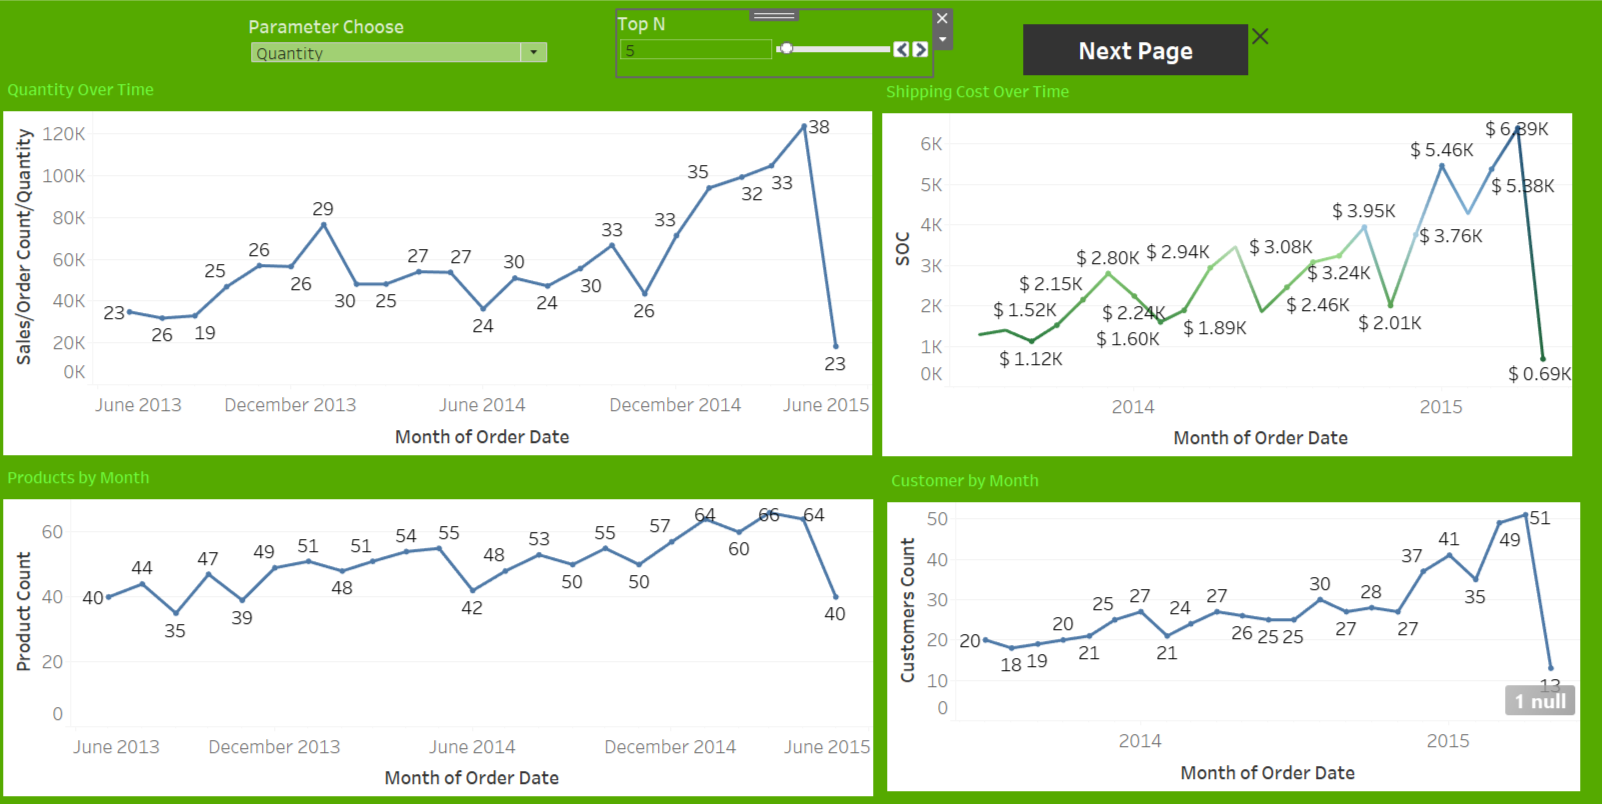 Parameter Choose
Quantity
Top N
5
Next Page
Quantity Over Time
Sales/Order Count/Quantity
120K
100K
80K
60K
40K
20K
0K
23
26
19
25
26
26
29
30
25
27
27
24
30
24
30
33
26
33
35
32
33
38
23
June 2013
December 2013
June 2014
December 2014
June 2015
Month of Order Date
Shipping Cost Over Time
SOC
6K
5K
4K
3K
2K
1K
0K
$ 1.12K
$ 1.52K
$ 2.15K
$ 2.80K
$ 2.24K
$ 1.60K
$ 1.89K
$ 2.94K
$ 2.46K
$ 3.08K
$ 3.24K
$ 3.95K
$ 2.01K
$ 3.76K
$ 5.46K
$ 5.38K
$ 6.39K
$ 0.69K
2014
2015
Month of Order Date
Products by Month
Product Count
60
40
20
0
40
44
35
47
39
49
51
48
51
54
55
42
48
53
50
55
50
57
64
60
66
64
40
June 2013
December 2013
June 2014
December 2014
June 2015
Month of Order Date
Customer by Month
Customers Count
50
40
30
20
10
0
20
18
19
20
21
25
27
21
24
27
26
25
25
30
27
28
27
37
41
35
49
51
13
1 null
2014
2015
Month of Order Date